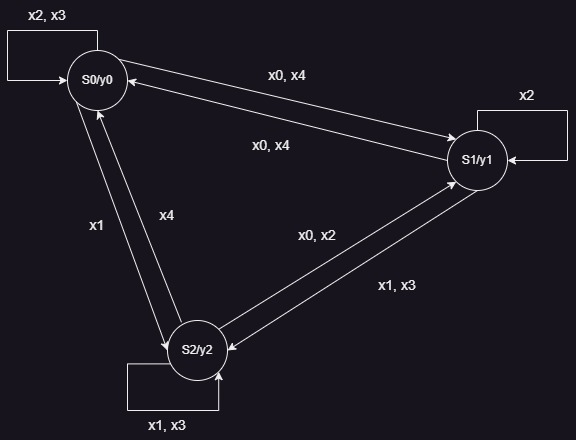 x2, x3
S0/y0
x0, x4
x2
x0, x4
S1/y1
x4
x1
x0, x2
x1, x3
S2/y2
x1, x3